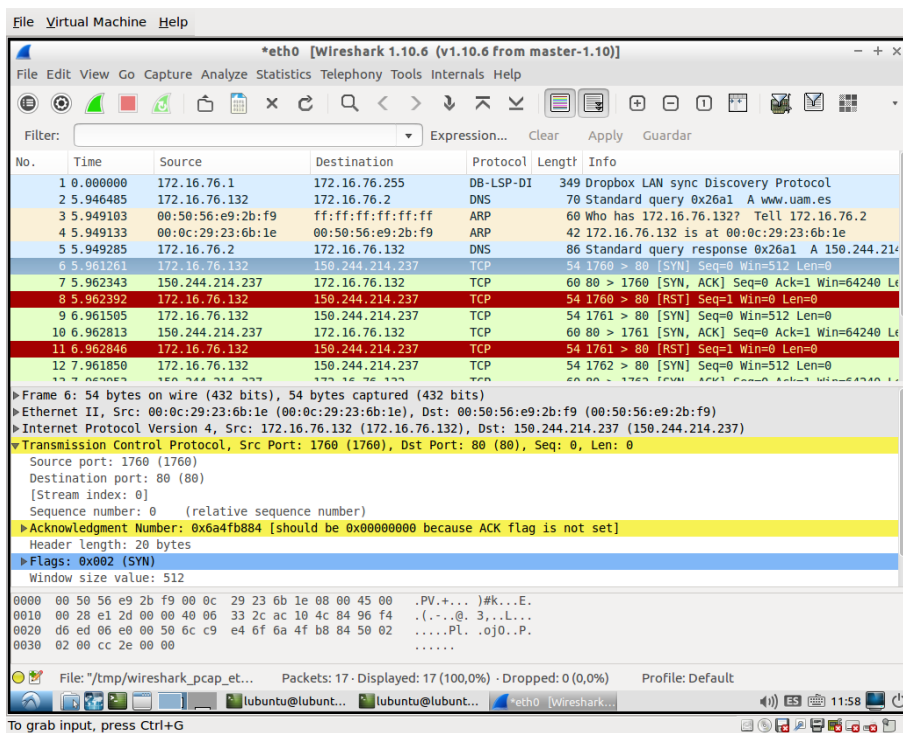 File Virtual Machine Help
*eth0 [Wireshark 1.10.6 (v1.10.6 from master-1.10)]
File Edit View Go Capture Analyze Statistics Telephony Tools Internals Help
Filter: Expression... Clear Apply Guardar
No. Time Source Destination Protocol Length Info
1 0.000000 172.16.76.1 172.16.76.255 DB-LSP-DI 349 Dropbox LAN sync Discovery Protocol
2 5.946485 172.16.76.132 172.16.76.2 DNS 70 Standard query 0x26a1 A www.uam.es
3 5.949103 00:50:56:e9:2b:f9 ff:ff:ff:ff:ff:ff ARP 60 Who has 172.16.76.132? Tell 172.16.76.2
4 5.949133 00:0c:29:23:6b:1e 00:50:56:e9:2b:f9 ARP 42 172.16.76.132 is at 00:0c:29:23:6b:1e
5 5.949285 172.16.76.2 172.16.76.132 DNS 86 Standard query response 0x26a1 A 150.244.214
6 5.961261 172.16.76.132 150.244.214.237 TCP 54 1760 > 80 [SYN] Seq=0 Win=512 Len=0
7 5.962343 150.244.214.237 172.16.76.132 TCP 60 80 > 1760 [SYN, ACK] Seq=0 Ack=1 Win=64240 Le
8 5.962392 172.16.76.132 150.244.214.237 TCP 54 1760 > 80 [RST] Seq=1 Win=0 Len=0
9 6.961505 172.16.76.132 150.244.214.237 TCP 54 1761 > 80 [SYN] Seq=0 Win=512 Len=0
10 6.962813 150.244.214.237 172.16.76.132 TCP 60 80 > 1761 [SYN, ACK] Seq=0 Ack=1 Win=64240 Le
11 6.962846 172.16.76.132 150.244.214.237 TCP 54 1761 > 80 [RST] Seq=1 Win=0 Len=0
12 7.961850 172.16.76.132 150.244.214.237 TCP 54 1762 > 80 [SYN] Seq=0 Win=512 Len=0
Frame 6: 54 bytes on wire (432 bits), 54 bytes captured (432 bits)
Ethernet II, Src: 00:0c:29:23:6b:1e (00:0c:29:23:6b:1e), Dst: 00:50:56:e9:2b:f9 (00:50:56:e9:2b:f9)
Internet Protocol Version 4, Src: 172.16.76.132 (172.16.76.132), Dst: 150.244.214.237 (150.244.214.237)
Transmission Control Protocol, Src Port: 1760 (1760), Dst Port: 80 (80), Seq: 0, Len: 0
Source port: 1760 (1760)
Destination port: 80 (80)
[Stream index: 0]
Sequence number: 0 (relative sequence number)
Acknowledgment Number: 0x6a4fb884 [should be 0x00000000 because ACK flag is not set]
Header length: 20 bytes
Flags: 0x002 (SYN)
Window size value: 512
0000 00 50 56 e9 2b f9 00 0c 29 23 6b 1e 08 00 45 00 .PV.+... )#k...E.
0010 00 28 e1 2d 00 00 40 06 33 2c ac 10 4c 84 96 f4 .(.-..@. 3,..L...
0020 d6 ed 06 e0 00 50 6c c9 e4 6f 6a 4f b8 84 50 02 .....Pl. .ojO..P.
0030 02 00 cc 2e 00 00 ......
File: "/tmp/wireshark_pcap_et... Packets: 17 · Displayed: 17 (100,0%) · Dropped: 0 (0,0%) Profile: Default
lubuntu@lubunt... lubuntu@lubunt... *eth0 [Wireshark... ES 11:58
To grab input, press Ctrl+G